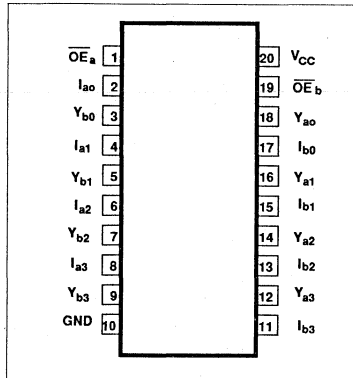 OEa 1 20 VCC
Iao 2 19 OEb
Yb0 3 18 Yao
Ia1 4 17 Ib0
Yb1 5 16 Ya1
Ia2 6 15 Ib1
Yb2 7 14 Ya2
Ia3 8 13 Ib2
Yb3 9 12 Ya3
GND 10 11 Ib3